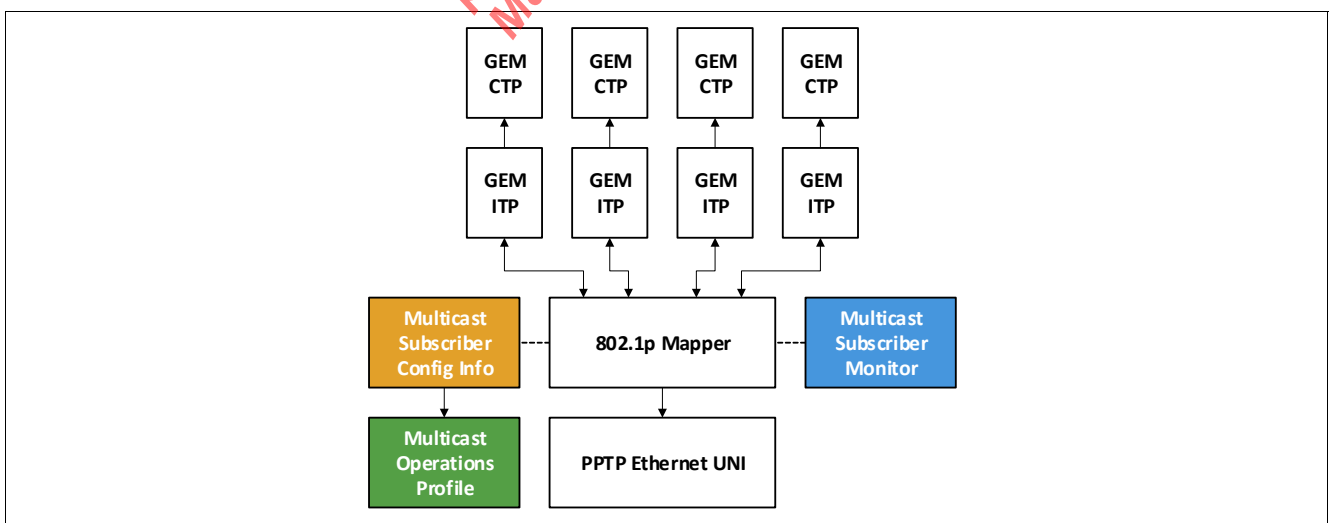 GEM GEM GEM GEM
CTP CTP CTP CTP
GEM GEM GEM GEM
ITP ITP ITP ITP
Multicast
Subscriber
Config Info
802.1p Mapper
Multicast
Subscriber
Monitor
Multicast
Operations
Profile
PPTP Ethernet UNI